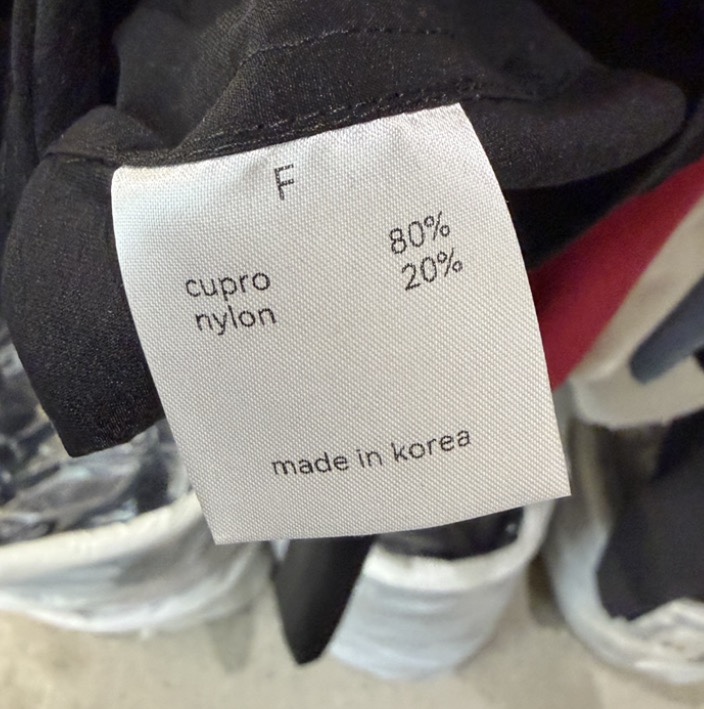 F
cupro 80%
nylon 20%
made in korea